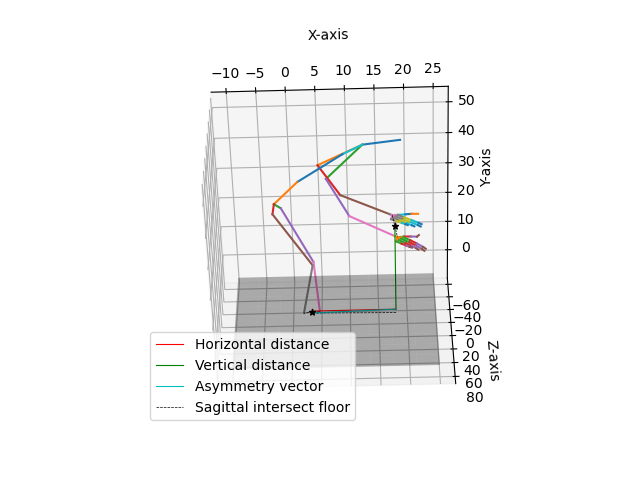 X-axis
−10 −5 0 5 10 15 20 25
50
40
30
20
10
0
Y-axis
−60
−40
−20
0
20
40
60
80
Z-axis
Horizontal distance
Vertical distance
Asymmetry vector
Sagittal intersect floor